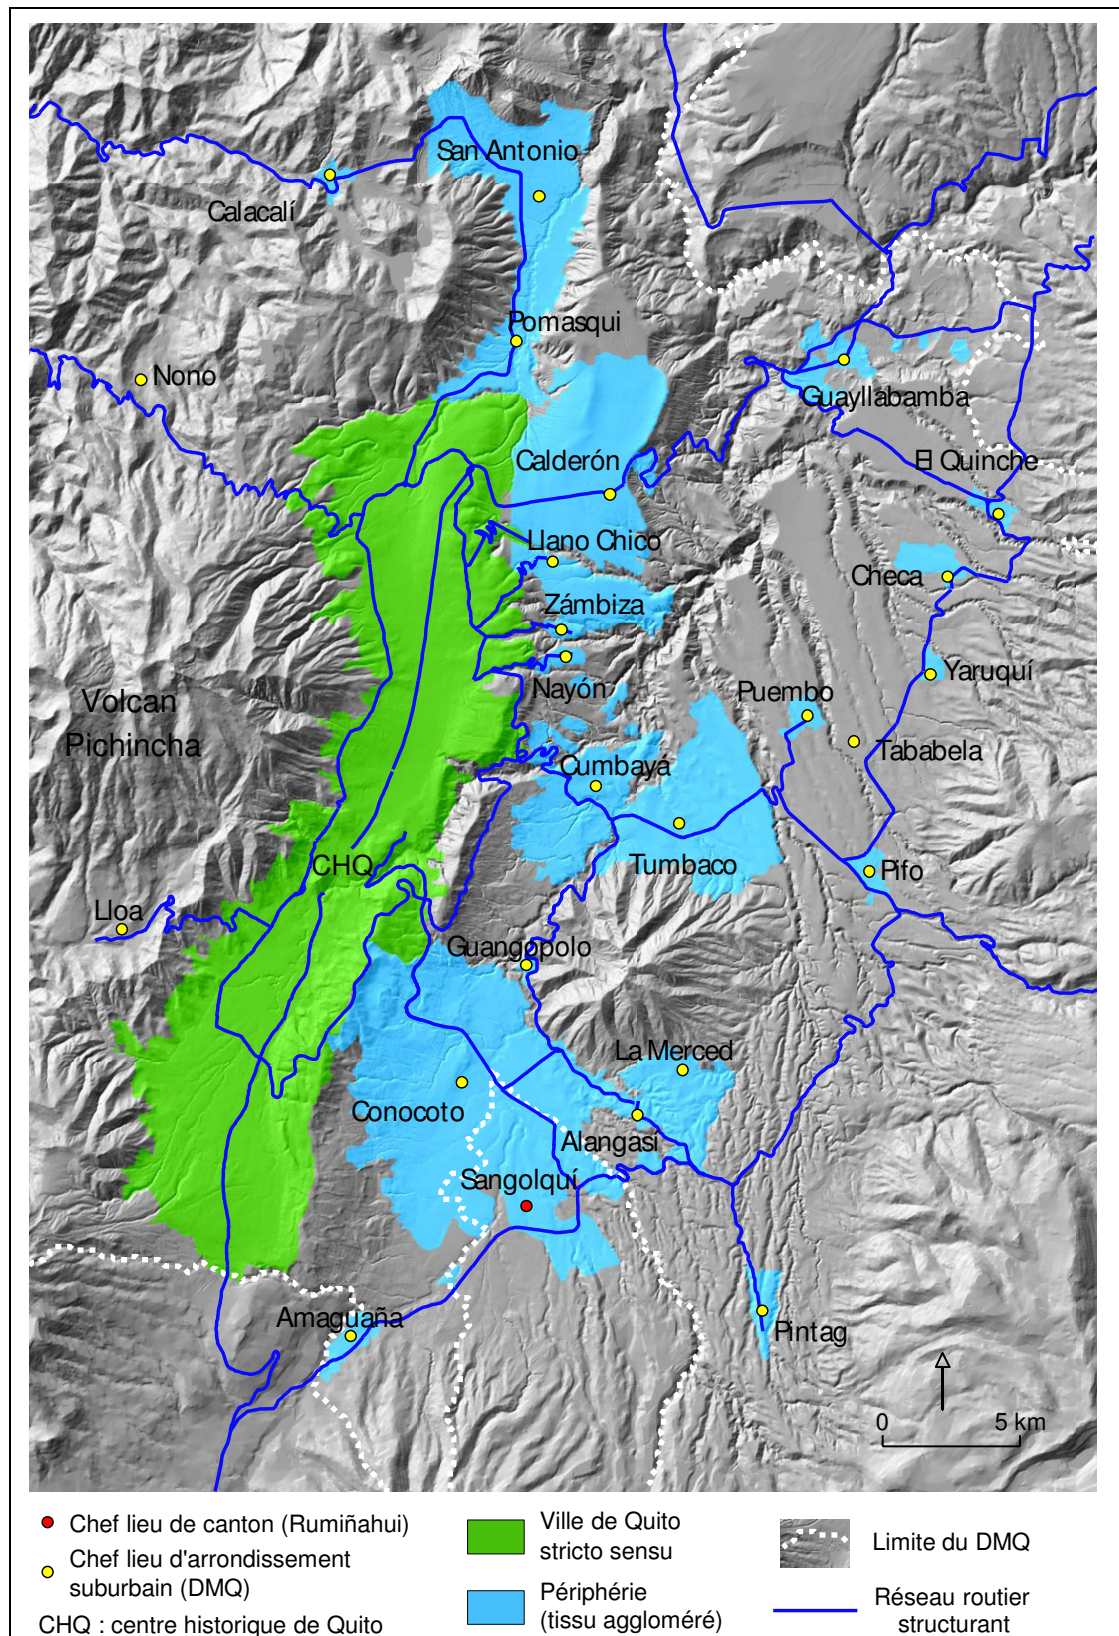 San Antonio
Calacalí
Pomasqui
Nono
Guayllabamba
Calderón
El Quinche
Llano Chico
Checa
Zámbiza
Nayón
Yaruquí
Puembo
Volcan
Pichincha
Tababela
Cumbayá
CHQ
Tumbaco
Pifo
Lloa
Guangopolo
La Merced
Conocoto
Alangasí
Sangolquí
Amaguaña
Pintag
0 5 km
Chef lieu de canton (Rumiñahui)
Chef lieu d'arrondissement
suburbain (DMQ)
CHQ : centre historique de Quito
Ville de Quito
stricto sensu
Périphérie
(tissu aggloméré)
Limite du DMQ
Réseau routier
structurant